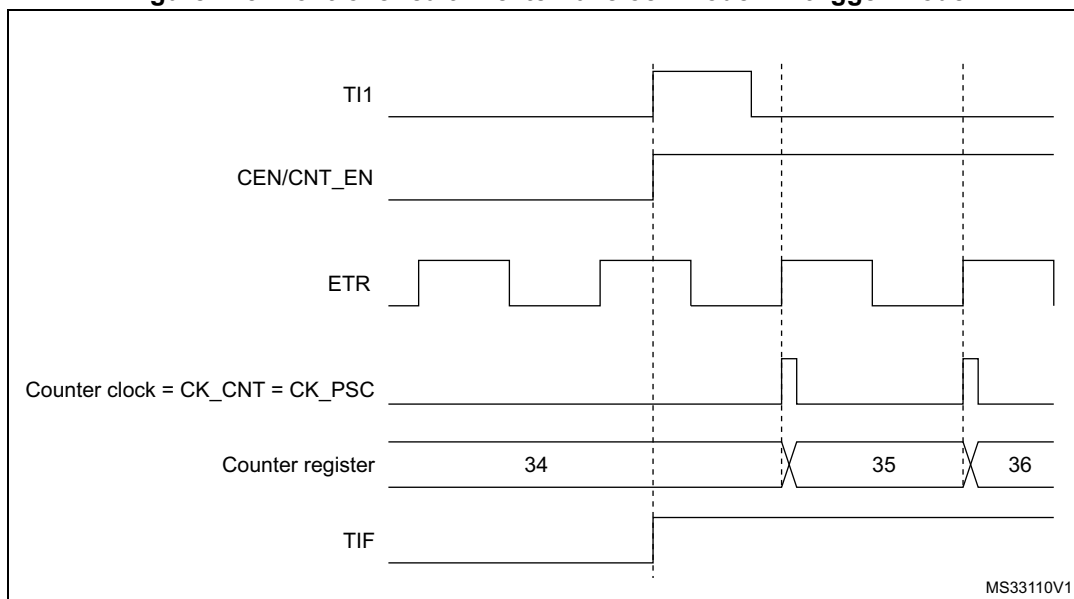 TI1
CEN/CNT_EN
ETR
Counter clock = CK_CNT = CK_PSC
Counter register 34 35 36
TIF
MS33110V1